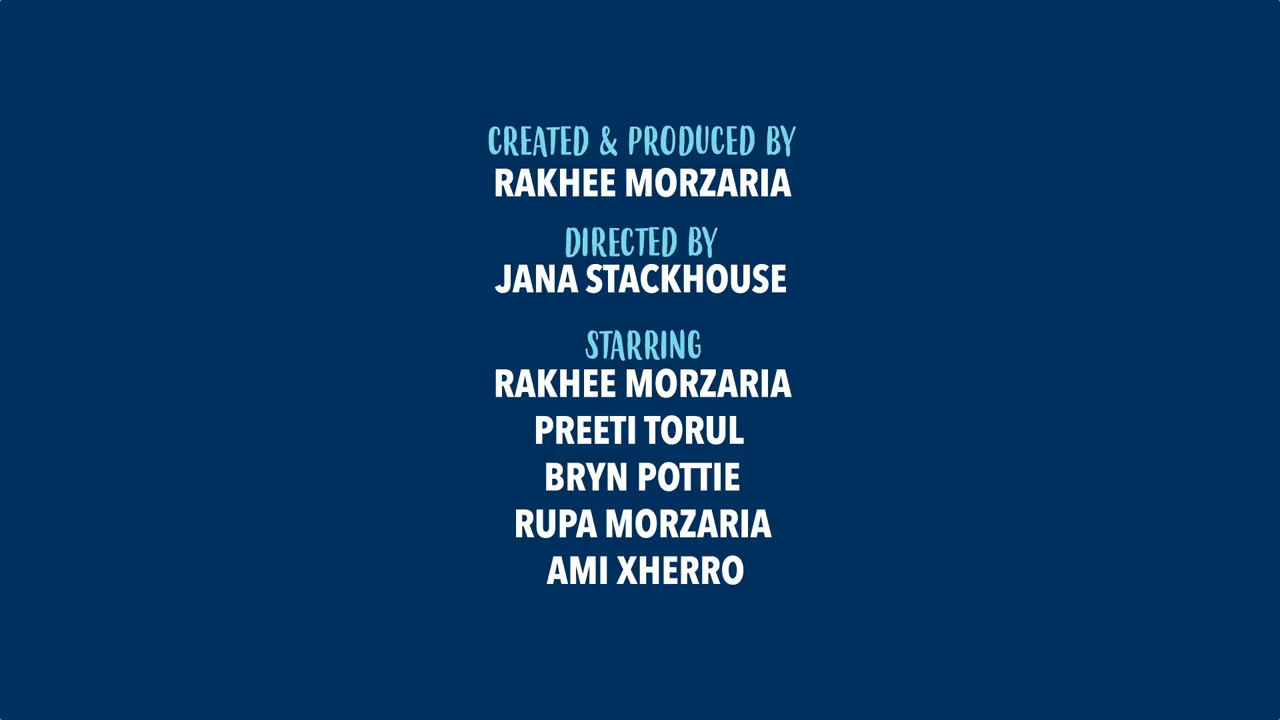 CREATED & PRODUCED BY
RAKHEE MORZARIA
DIRECTED BY
JANA STACKHOUSE
STARRING
RAKHEE MORZARIA
PREETI TORUL
BRYN POTTIE
RUPA MORZARIA
AMI XHERRO